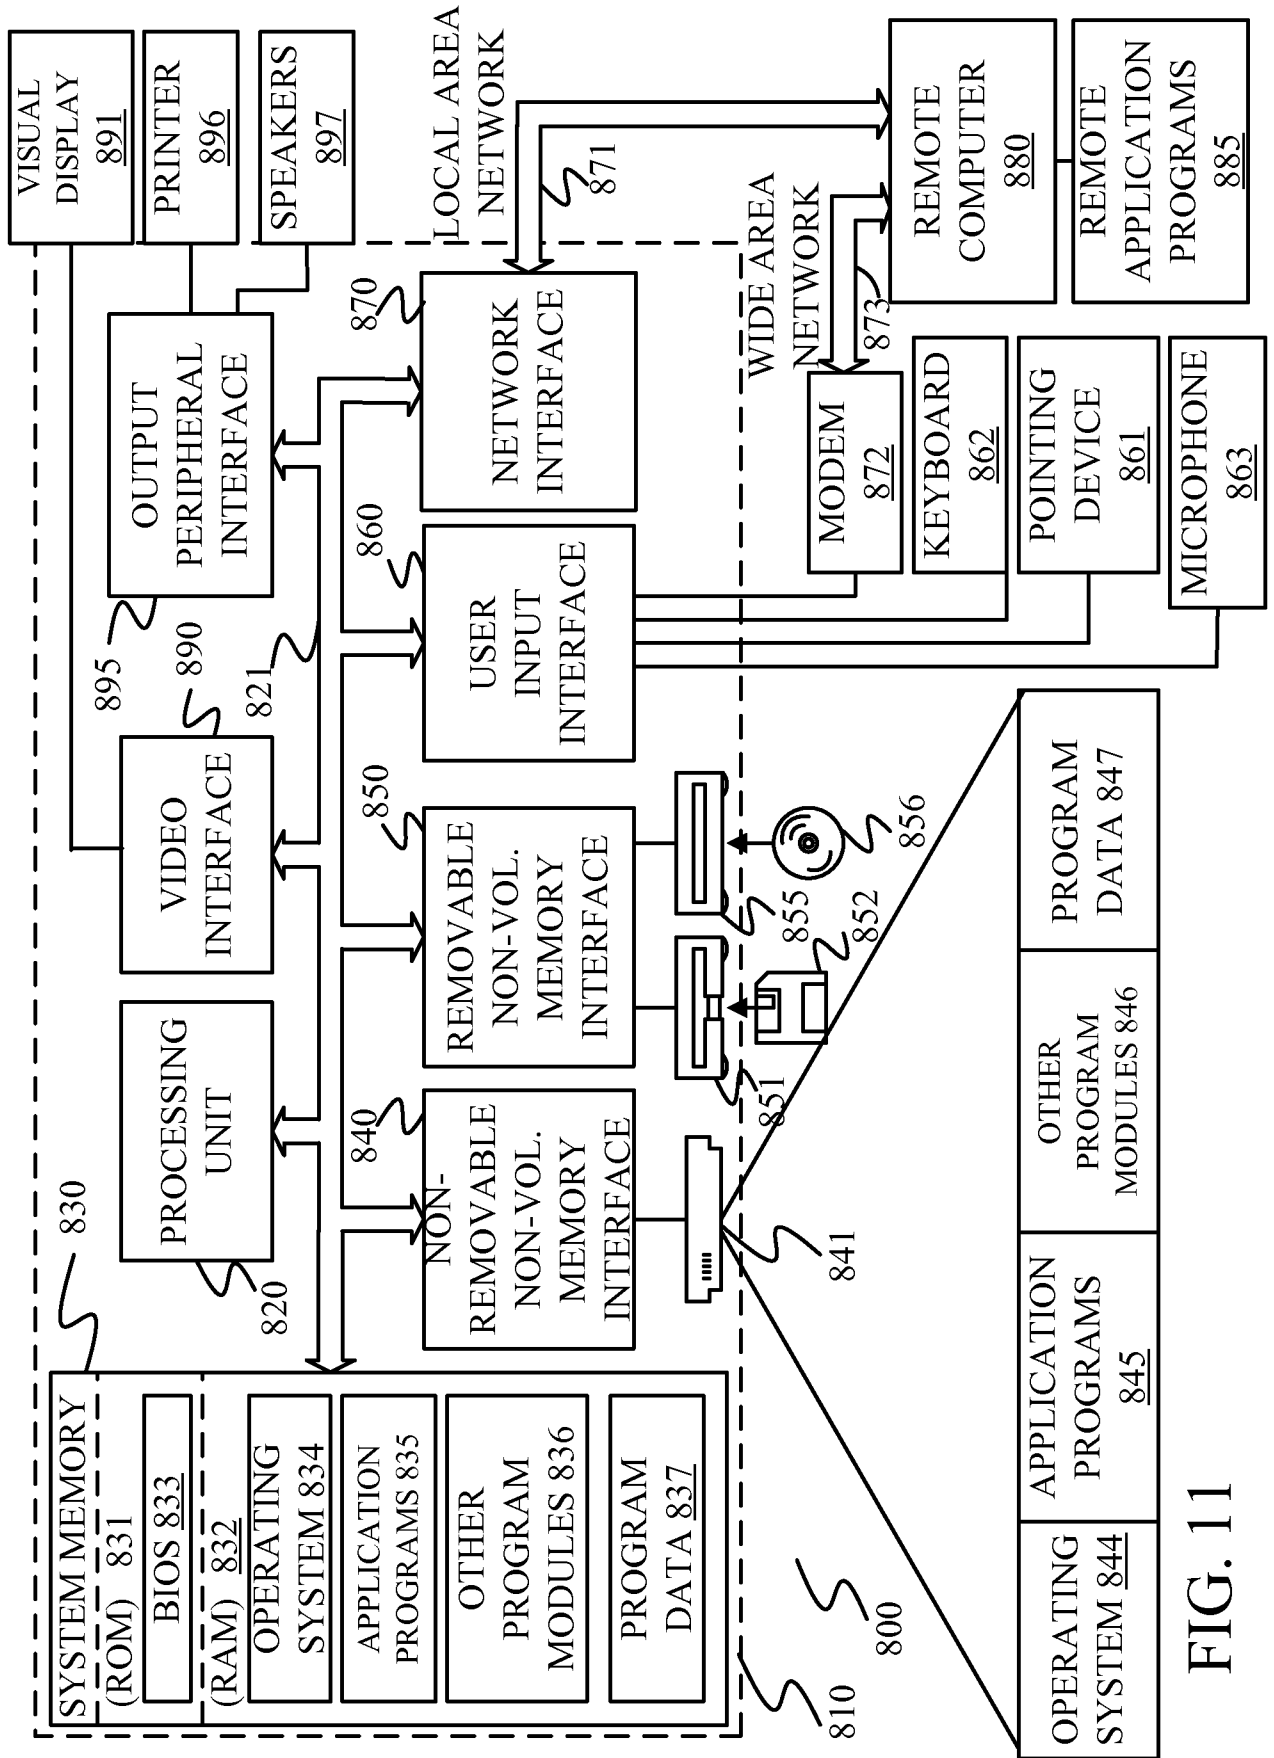 SYSTEM MEMORY
(ROM) 831
BIOS 833
(RAM) 832
OPERATING
SYSTEM 834
APPLICATION
PROGRAMS 835
OTHER
PROGRAM
MODULES 836
PROGRAM
DATA 837
810
830
PROCESSING
UNIT
820
VIDEO
INTERFACE
890
821
OUTPUT
PERIPHERAL
INTERFACE
895
VISUAL
DISPLAY
891
PRINTER
896
SPEAKERS
897
NON-
REMOVABLE
NON-VOL.
MEMORY
INTERFACE
840
REMOVABLE
NON-VOL.
MEMORY
INTERFACE
850
USER
INPUT
INTERFACE
860
NETWORK
INTERFACE
870
LOCAL AREA
NETWORK
871
841
851
852
855
856
WIDE AREA
NETWORK
873
MODEM
872
KEYBOARD
862
POINTING
DEVICE
861
MICROPHONE
863
REMOTE
COMPUTER
880
REMOTE
APPLICATION
PROGRAMS
885
800
OPERATING
SYSTEM 844
APPLICATION
PROGRAMS
845
OTHER
PROGRAM
MODULES 846
PROGRAM
DATA 847
FIG. 11